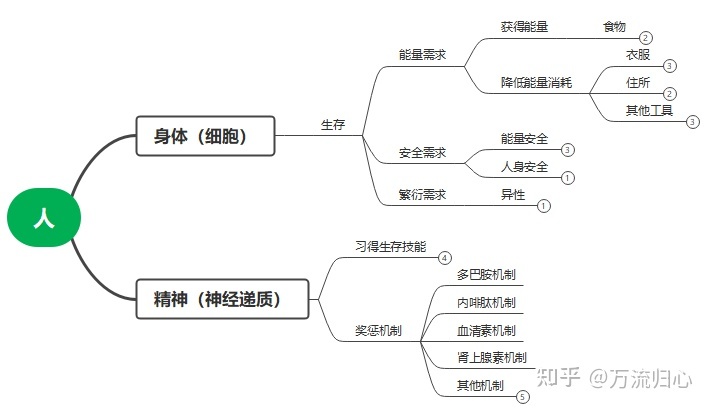 人
身体（细胞）
生存
能量需求
获得能量
食物
2
降低能量消耗
衣服
3
住所
2
其他工具
3
安全需求
能量安全
3
人身安全
1
繁衍需求
异性
1
精神（神经递质）
习得生存技能
4
奖惩机制
多巴胺机制
内啡肽机制
血清素机制
肾上腺素机制
其他机制
5
知乎 @万流归心